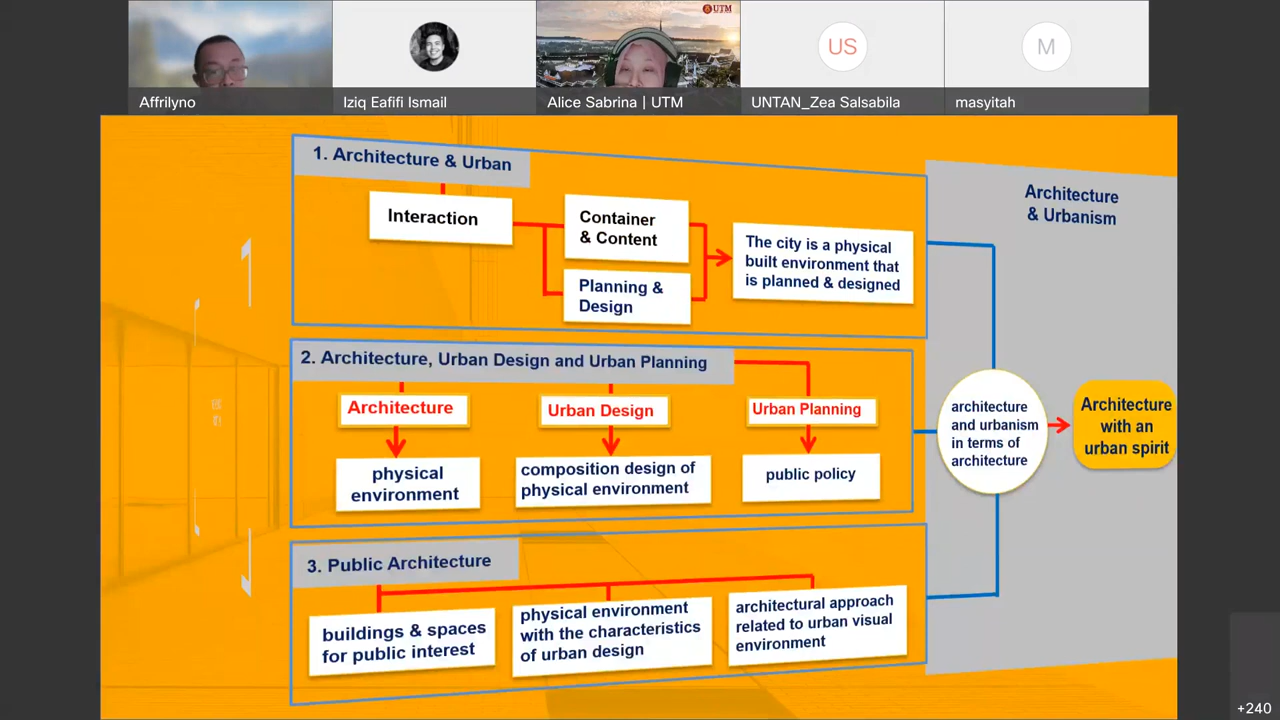 UTM
US
M
Affrilyno
Iziq Eafifi Ismail
Alice Sabrina | UTM
UNTAN_Zea Salsabila
masyitah
1. Architecture & Urban
Interaction
Container
& Content
Planning &
Design
The city is a physical
built environment that
is planned & designed
Architecture
& Urbanism
2. Architecture, Urban Design and Urban Planning
Architecture
Urban Design
Urban Planning
physical
environment
composition design of
physical environment
public policy
architecture
and urbanism
in terms of
architecture
Architecture
with an
urban spirit
3. Public Architecture
buildings & spaces
for public interest
physical environment
with the characteristics
of urban design
architectural approach
related to urban visual
environment
+240